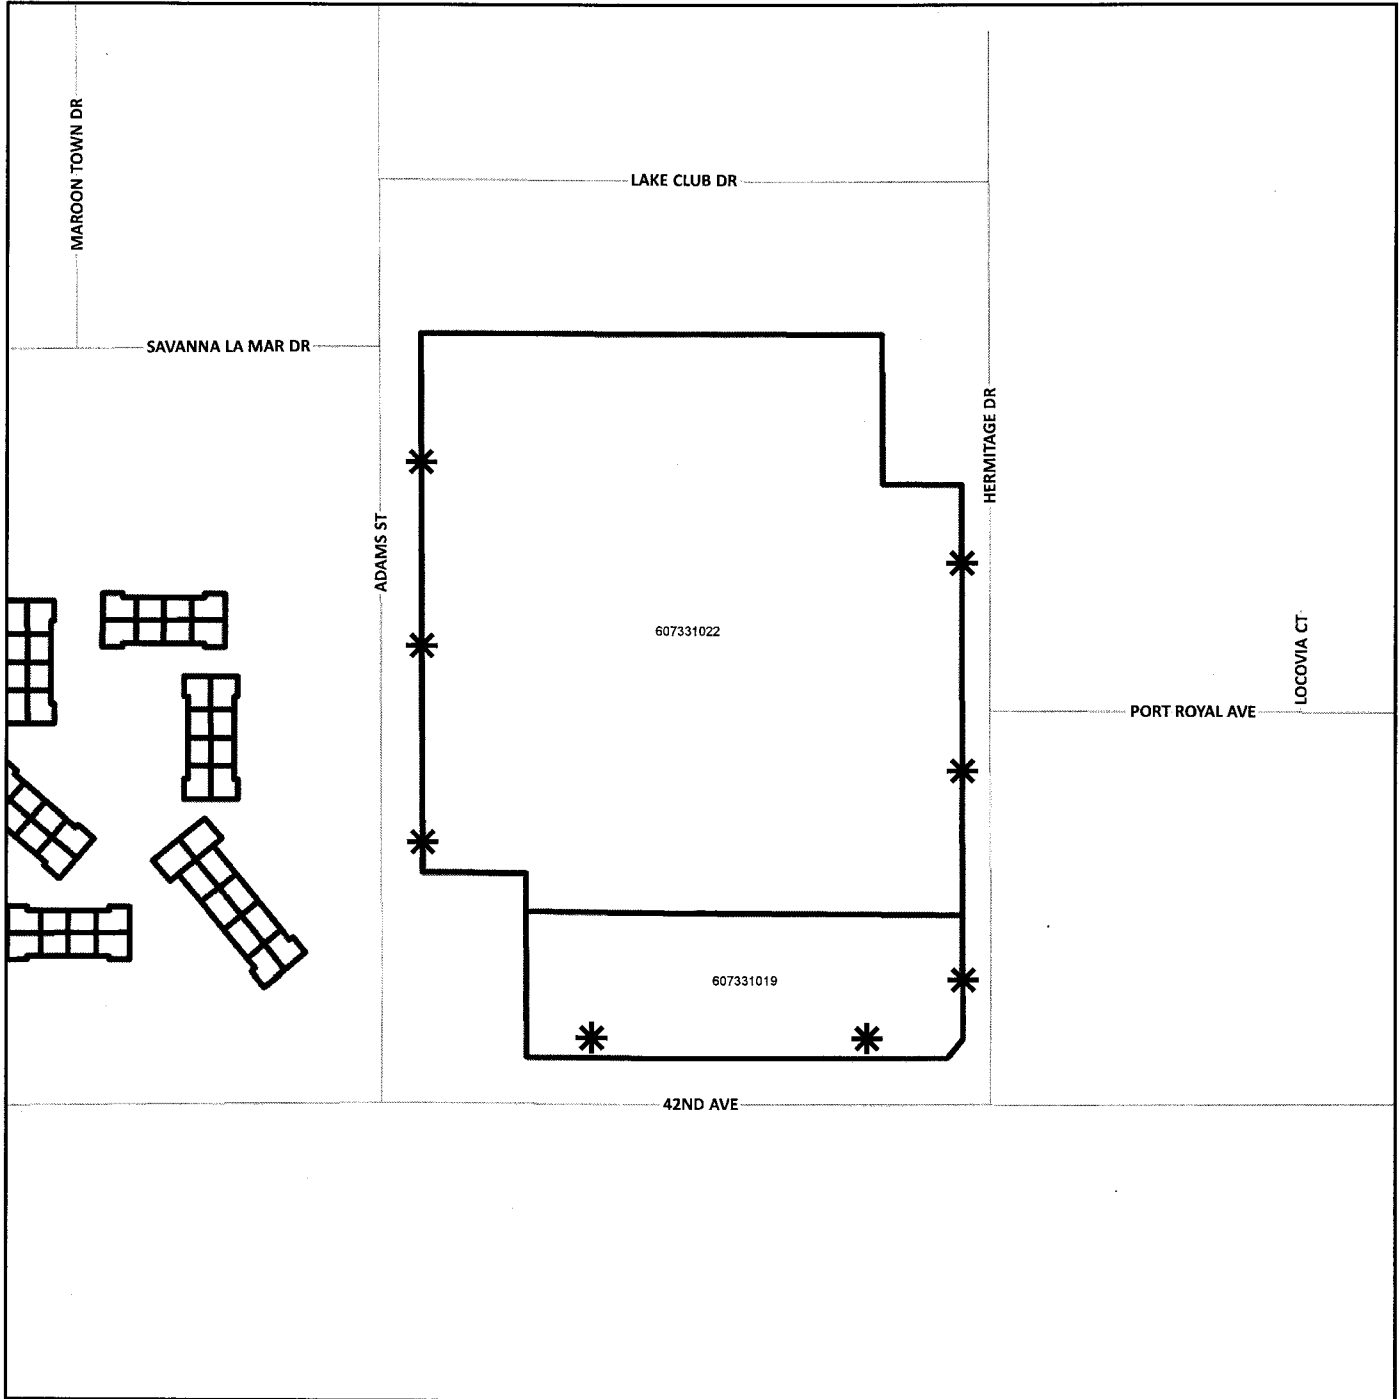 MAROON TOWN DR
LAKE CLUB DR
SAVANNA LA MAR DR
HERMITAGE DR
ADAMS ST
607331022
LOCOVIA CT
PORT ROYAL AVE
607331019
42ND AVE